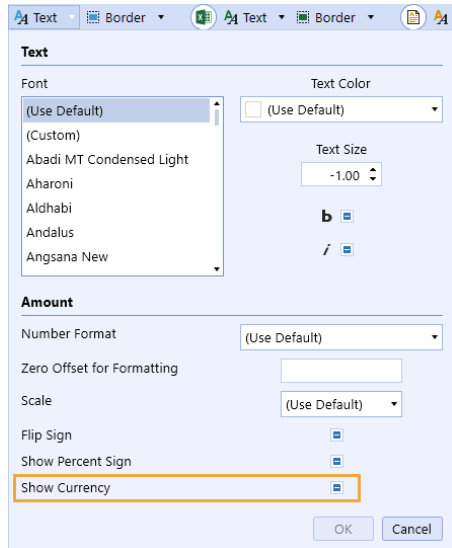 Text Border Text Border
Text
Font Text Color
(Use Default) (Use Default)
(Custom)
Abadi MT Condensed Light Text Size
Aharoni -1.00
Aldhabi
Andalus b
Angsana New i
Amount
Number Format (Use Default)
Zero Offset for Formatting
Scale (Use Default)
Flip Sign
Show Percent Sign
Show Currency
OK Cancel